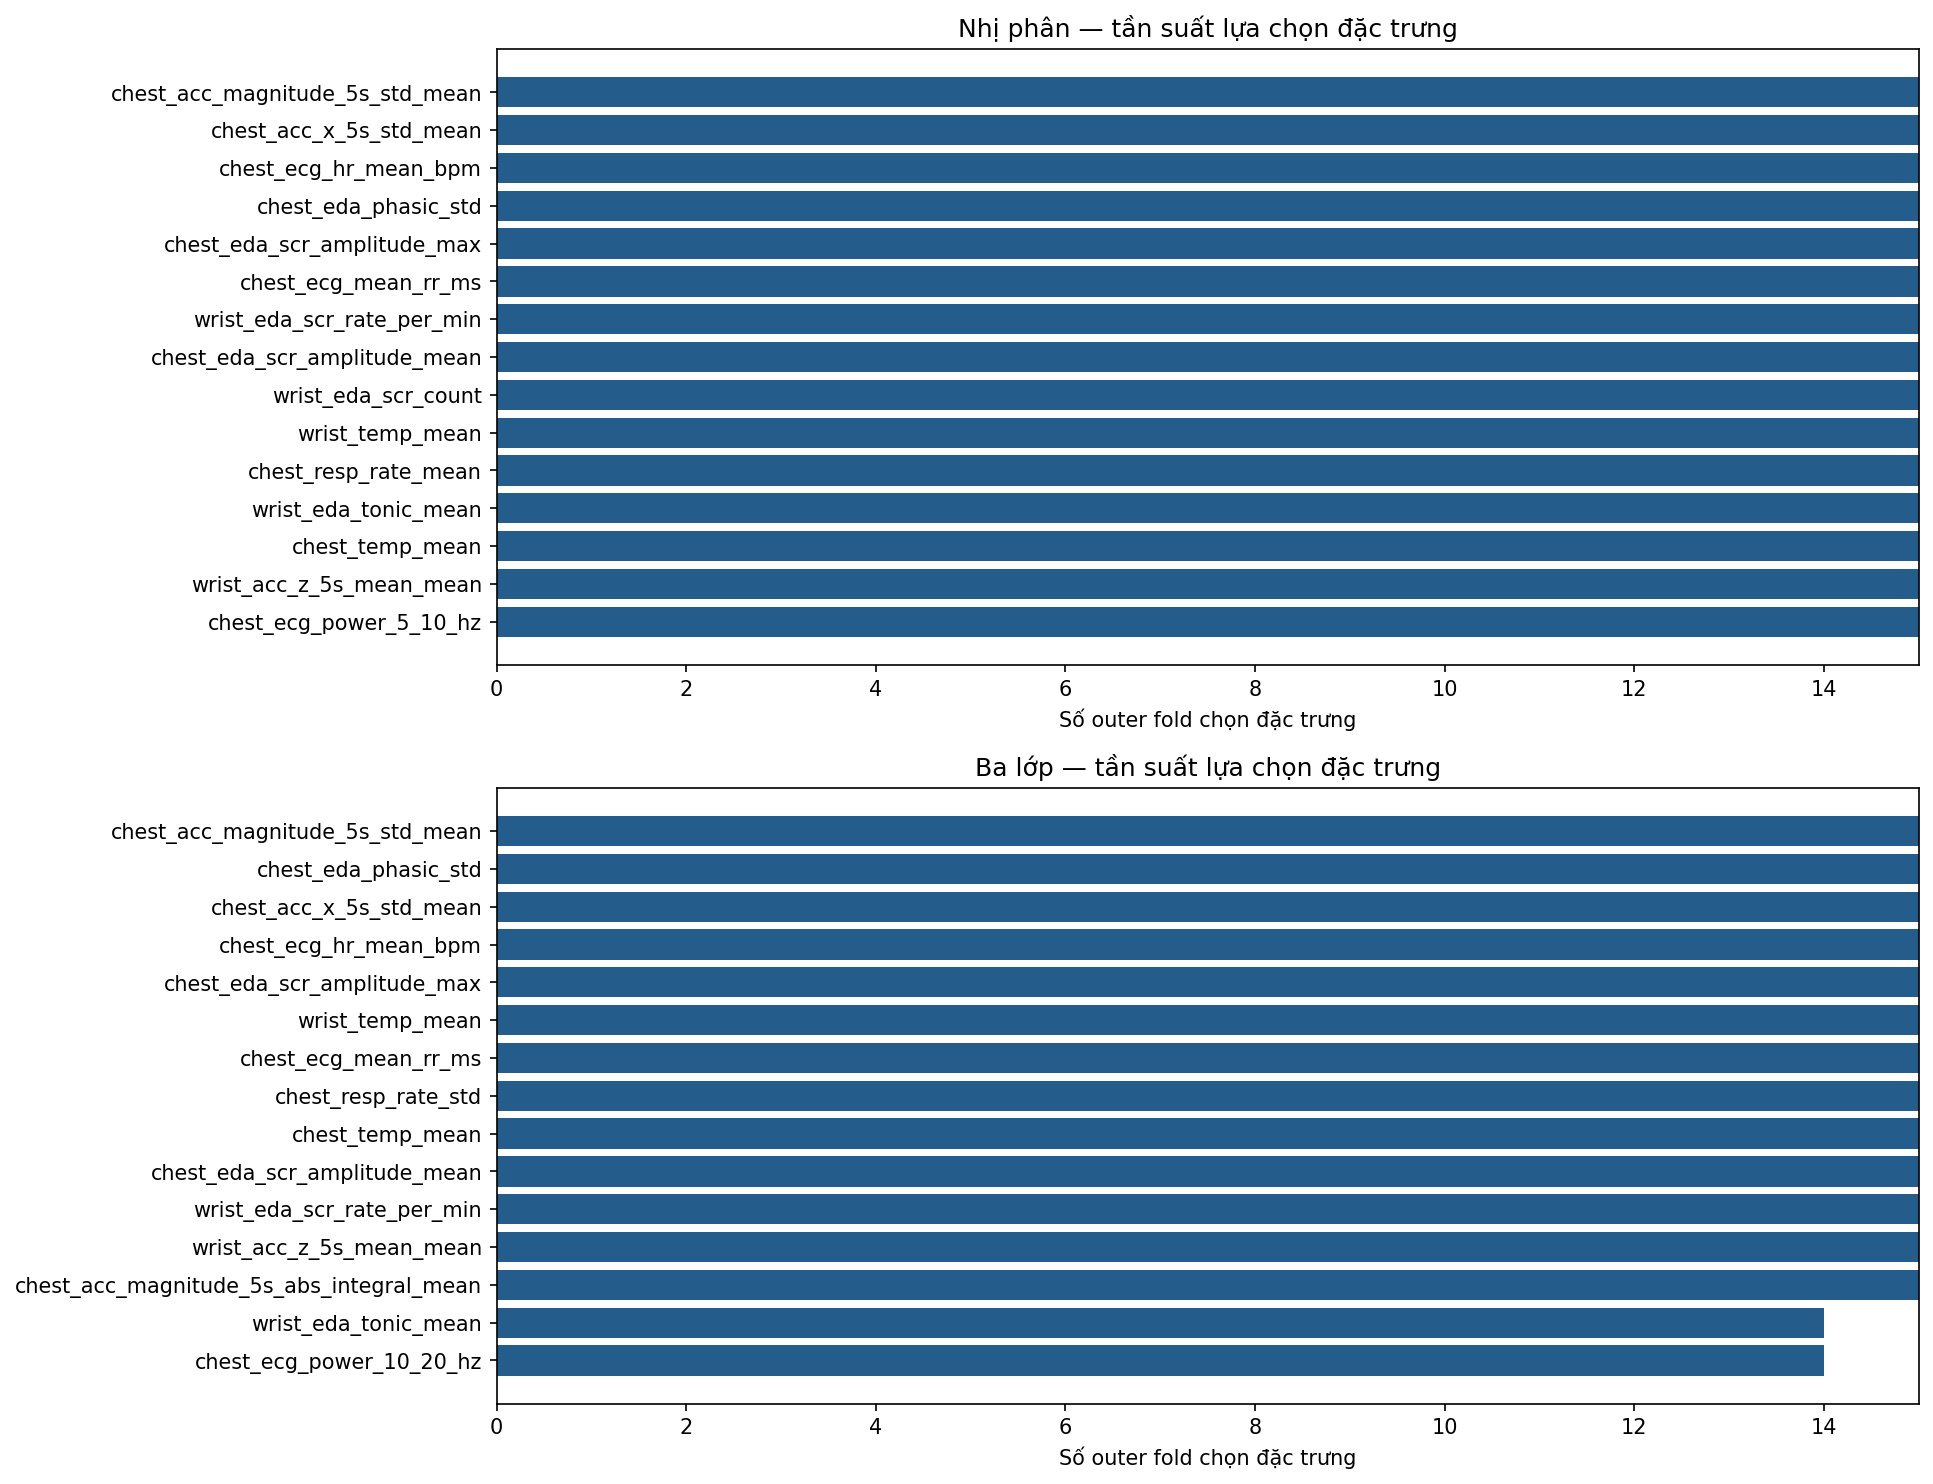 Nhị phân — tần suất lựa chọn đặc trưng
chest_acc_magnitude_5s_std_mean
chest_acc_x_5s_std_mean
chest_ecg_hr_mean_bpm
chest_eda_phasic_std
chest_eda_scr_amplitude_max
chest_ecg_mean_rr_ms
wrist_eda_scr_rate_per_min
chest_eda_scr_amplitude_mean
wrist_eda_scr_count
wrist_temp_mean
chest_resp_rate_mean
wrist_eda_tonic_mean
chest_temp_mean
wrist_acc_z_5s_mean_mean
chest_ecg_power_5_10_hz
0 2 4 6 8 10 12 14
Số outer fold chọn đặc trưng
Ba lớp — tần suất lựa chọn đặc trưng
chest_acc_magnitude_5s_std_mean
chest_eda_phasic_std
chest_acc_x_5s_std_mean
chest_ecg_hr_mean_bpm
chest_eda_scr_amplitude_max
wrist_temp_mean
chest_ecg_mean_rr_ms
chest_resp_rate_std
chest_temp_mean
chest_eda_scr_amplitude_mean
wrist_eda_scr_rate_per_min
wrist_acc_z_5s_mean_mean
chest_acc_magnitude_5s_abs_integral_mean
wrist_eda_tonic_mean
chest_ecg_power_10_20_hz
0 2 4 6 8 10 12 14
Số outer fold chọn đặc trưng